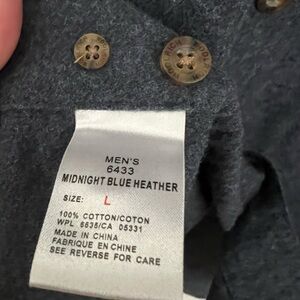 MEN'S
6433
MIDNIGHT BLUE HEATHER
SIZE: L
100% COTTON/COTON
WPL 6635/CA 05331
MADE IN CHINA
FABRIQUE EN CHINE
SEE REVERSE FOR CARE